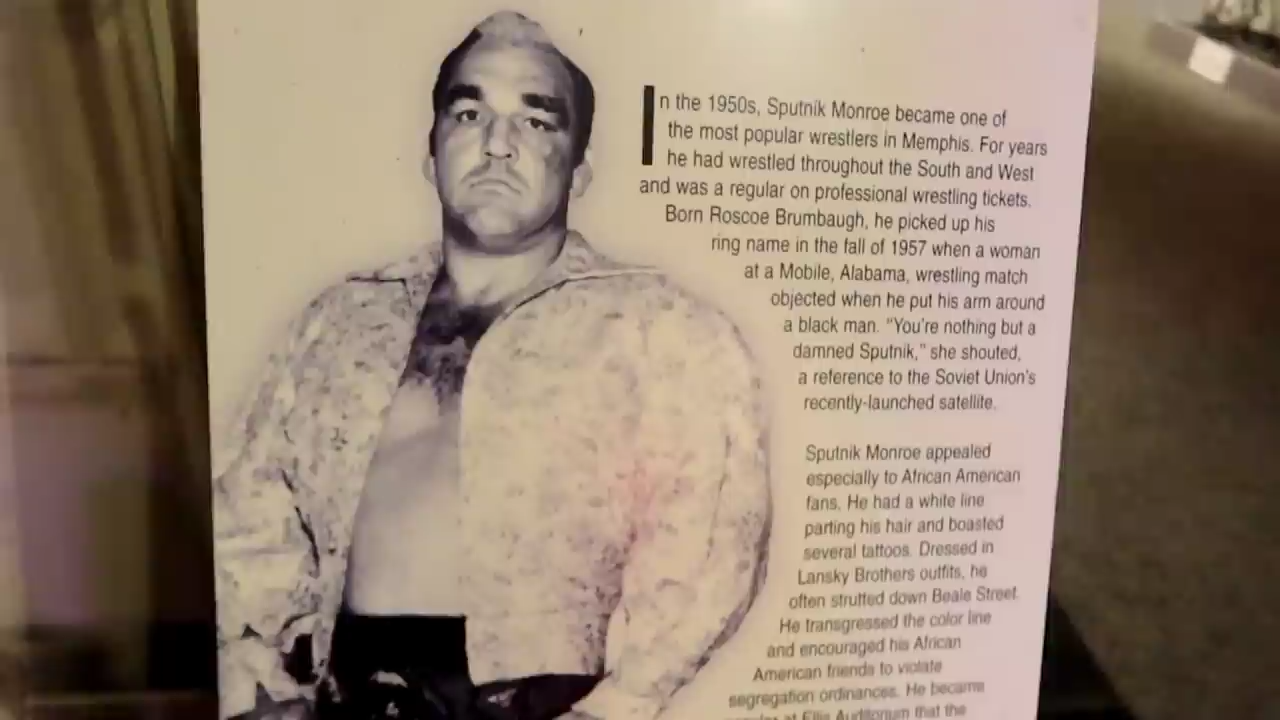 In the 1950s, Sputnik Monroe became one of
the most popular wrestlers in Memphis. For years
he had wrestled throughout the South and West
and was a regular on professional wrestling tickets.
Born Roscoe Brumbaugh, he picked up his
ring name in the fall of 1957 when a woman
at a Mobile, Alabama, wrestling match
objected when he put his arm around
a black man. "You're nothing but a
damned Sputnik," she shouted,
a reference to the Soviet Union's
recently-launched satellite.
Sputnik Monroe appealed
especially to African American
fans. He had a white line
parting his hair and boasted
several tattoos. Dressed in
Lansky Brothers outfits, he
often strutted down Beale Street.
He transgressed the color line
and encouraged his African
American friends to violate
segregation ordinances. He became
at Ellis Auditorium that the